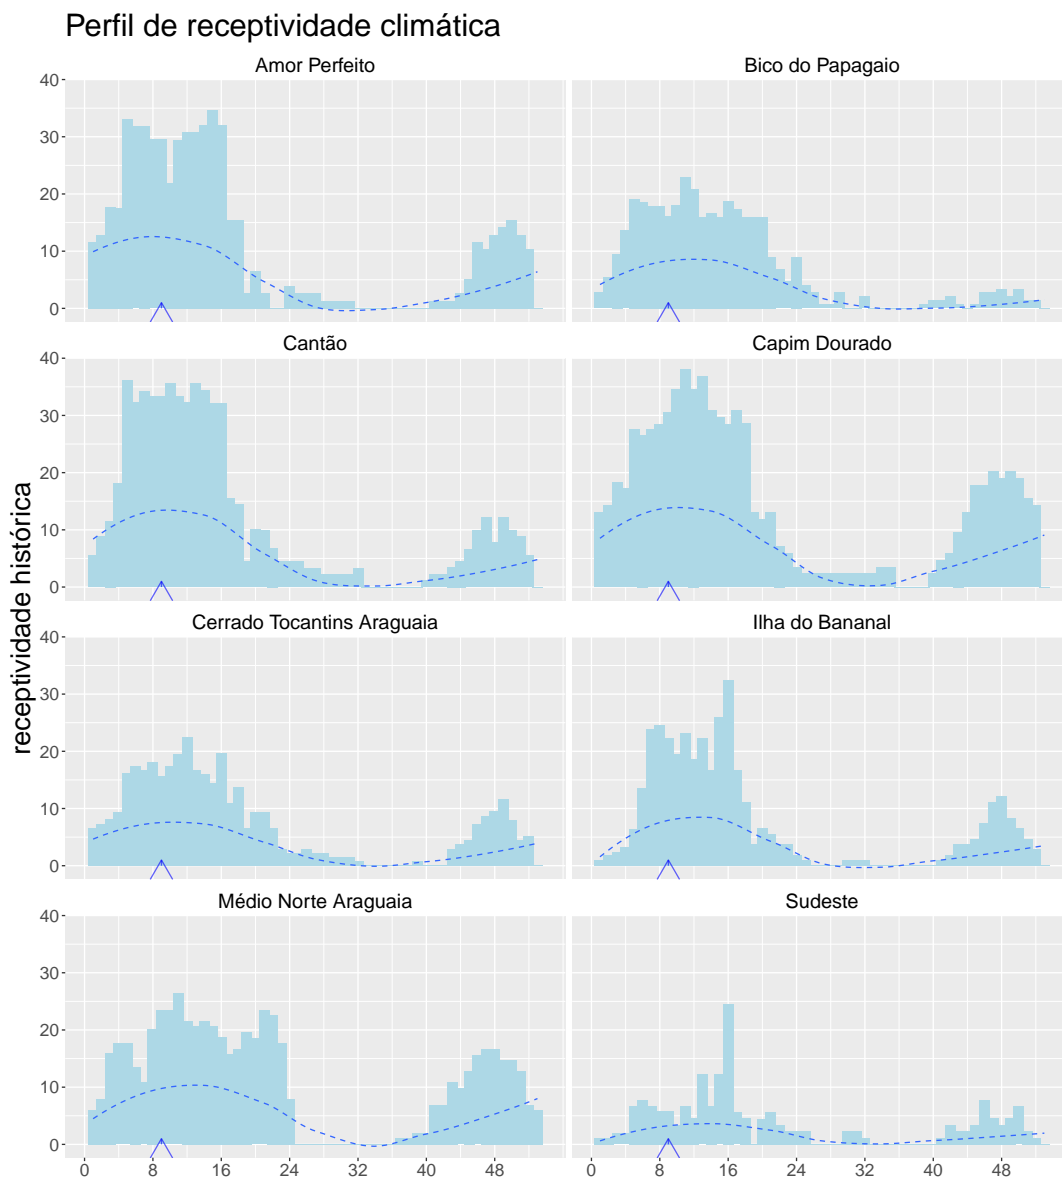 Perfil de receptividade climática
Amor Perfeito
Bico do Papagaio
40
30
20
10
0
Cantão
Capim Dourado
40
30
20
10
0
receptividade histórica
Cerrado Tocantins Araguaia
Ilha do Bananal
40
30
20
10
0
Médio Norte Araguaia
Sudeste
40
30
20
10
0
0 8 16 24 32 40 48
0 8 16 24 32 40 48